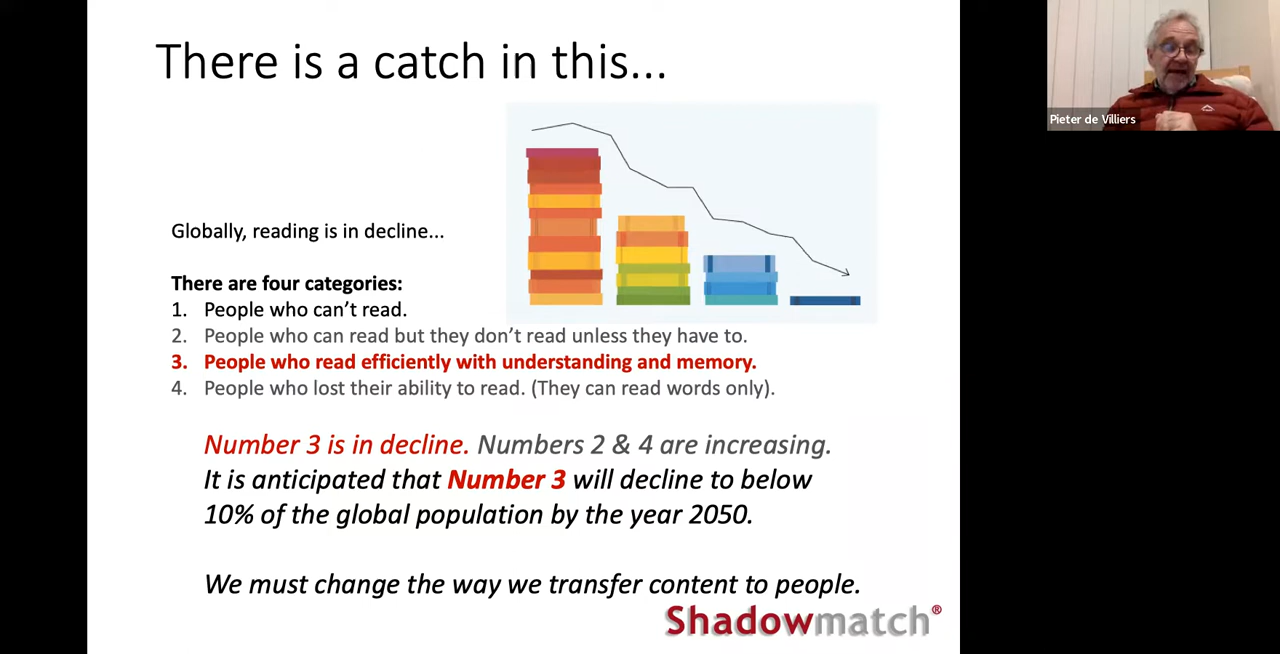 There is a catch in this...
Pieter de Villiers
Globally, reading is in decline...
There are four categories:
1. People who can't read.
2. People who can read but they don't read unless they have to.
3. People who read efficiently with understanding and memory.
4. People who lost their ability to read. (They can read words only).
Number 3 is in decline. Numbers 2 & 4 are increasing.
It is anticipated that Number 3 will decline to below
10% of the global population by the year 2050.
We must change the way we transfer content to people.
Shadowmatch®